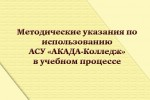 Методические указания по
использованию
АСУ «АКАДА-Колледж»
в учебном процессе